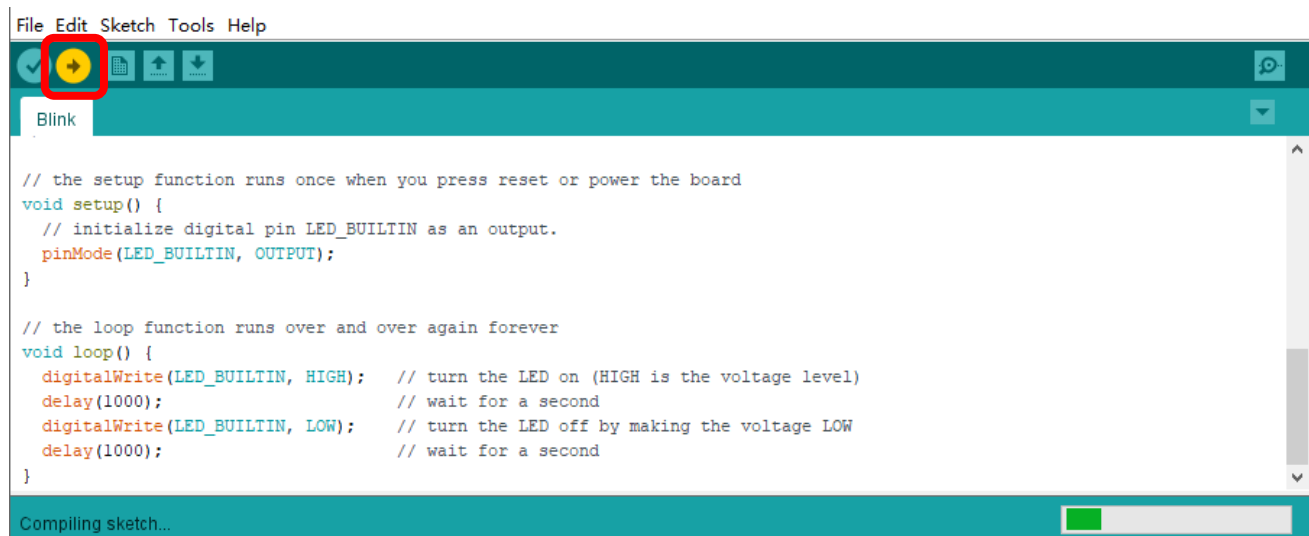 File Edit Sketch Tools Help
Blink
// the setup function runs once when you press reset or power the board
void setup() {
  // initialize digital pin LED_BUILTIN as an output.
  pinMode(LED_BUILTIN, OUTPUT);
}
// the loop function runs over and over again forever
void loop() {
  digitalWrite(LED_BUILTIN, HIGH);   // turn the LED on (HIGH is the voltage level)
  delay(1000);                       // wait for a second
  digitalWrite(LED_BUILTIN, LOW);    // turn the LED off by making the voltage LOW
  delay(1000);                       // wait for a second
}
Compiling sketch...